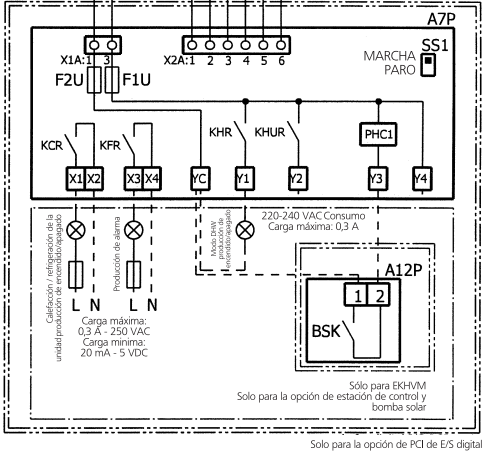 A7P
X1A:1 3
X2A:1 2 3 4 5 6
SS1
MARCHA
PARO
F2U F1U
KCR
KFR
KHR
KHUR
PHC1
X1 X2 X3 X4 YC Y1 Y2 Y3 Y4
Calefacción / refrigeración de la
unidad producción de encendido/apagado
Producción de alarma
Modo DHW
producción de
encendido/apagado
220-240 VAC Consumo
Carga máxima: 0,3 A
L N
L N
Carga máxima:
0,3 A - 250 VAC
Carga minima:
20 mA - 5 VDC
A12P
1 2
BSK
Sólo para EKHVM
Solo para la opción de estación de control y
bomba solar
Solo para la opción de PCI de E/S digital